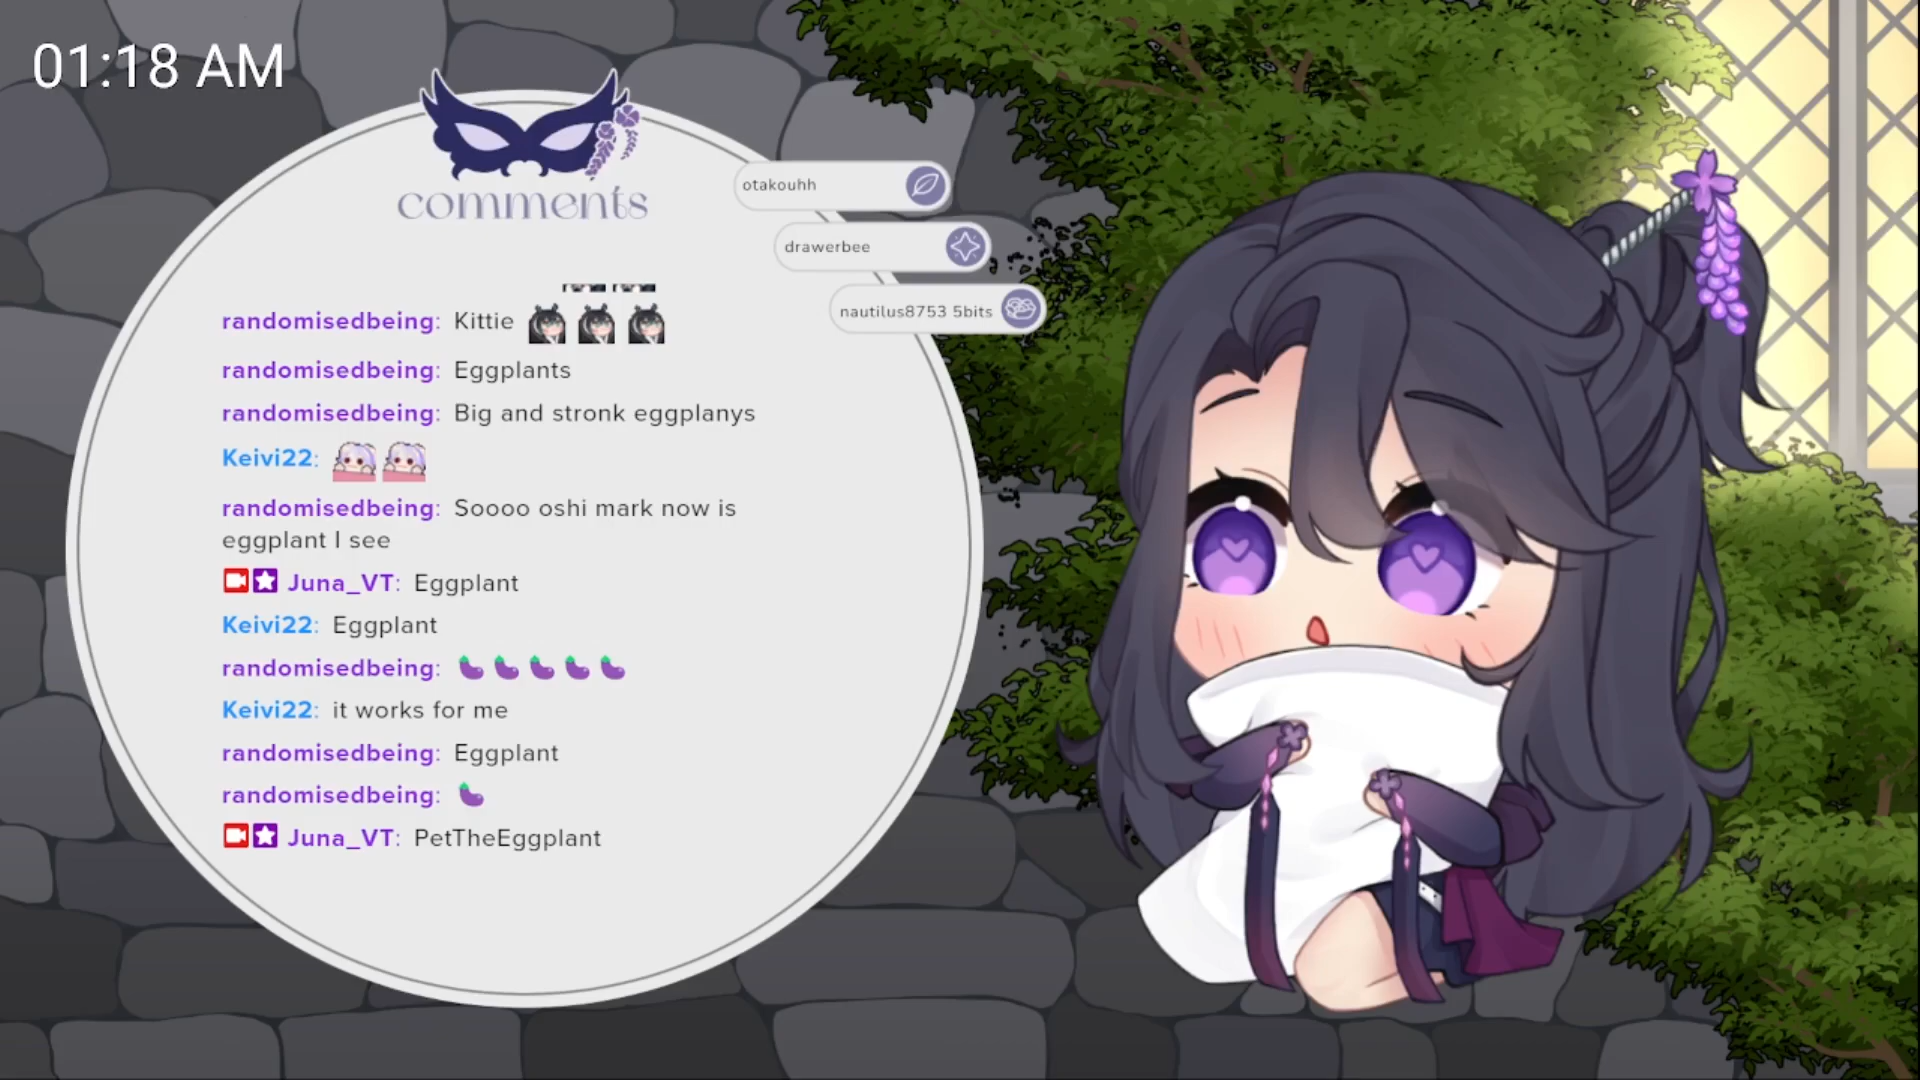 01:18 AM
comments
otakouhh
drawerbee
nautilus8753 5bits
randomisedbeing: Kittie
randomisedbeing: Eggplants
randomisedbeing: Big and stronk eggplanys
Keivi22:
randomisedbeing: Soooo oshi mark now is
eggplant I see
Juna_VT: Eggplant
Keivi22: Eggplant
randomisedbeing: 🍆 🍆 🍆 🍆 🍆
Keivi22: it works for me
randomisedbeing: Eggplant
randomisedbeing: 🍆
Juna_VT: PetTheEggplant